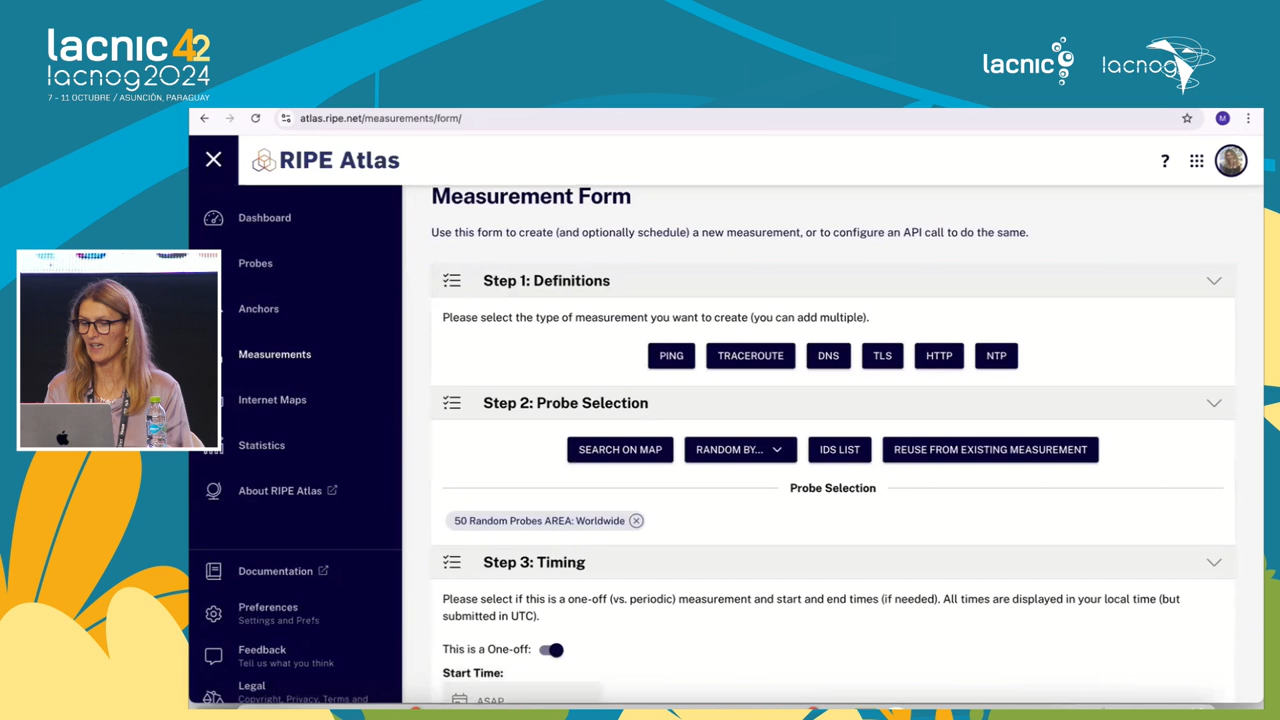 lacnic 42
lacnog2024
7 - 11 OCTUBRE / ASUNCIÓN, PARAGUAY
lacnic
lacnog
atlas.ripe.net/measurements/form/
M
RIPE Atlas
?
Dashboard
Probes
Anchors
Measurements
Internet Maps
Statistics
About RIPE Atlas
Documentation
Preferences
Settings and Prefs
Feedback
Tell us what you think
Legal
Copyright, Privacy, Terms and
Measurement Form
Use this form to create (and optionally schedule) a new measurement, or to configure an API call to do the same.
Step 1: Definitions
Please select the type of measurement you want to create (you can add multiple).
PING TRACEROUTE DNS TLS HTTP NTP
Step 2: Probe Selection
SEARCH ON MAP RANDOM BY... IDS LIST REUSE FROM EXISTING MEASUREMENT
Probe Selection
50 Random Probes AREA: Worldwide
Step 3: Timing
Please select if this is a one-off (vs. periodic) measurement and start and end times (if needed). All times are displayed in your local time (but
submitted in UTC).
This is a One-off:
Start Time:
ASAP